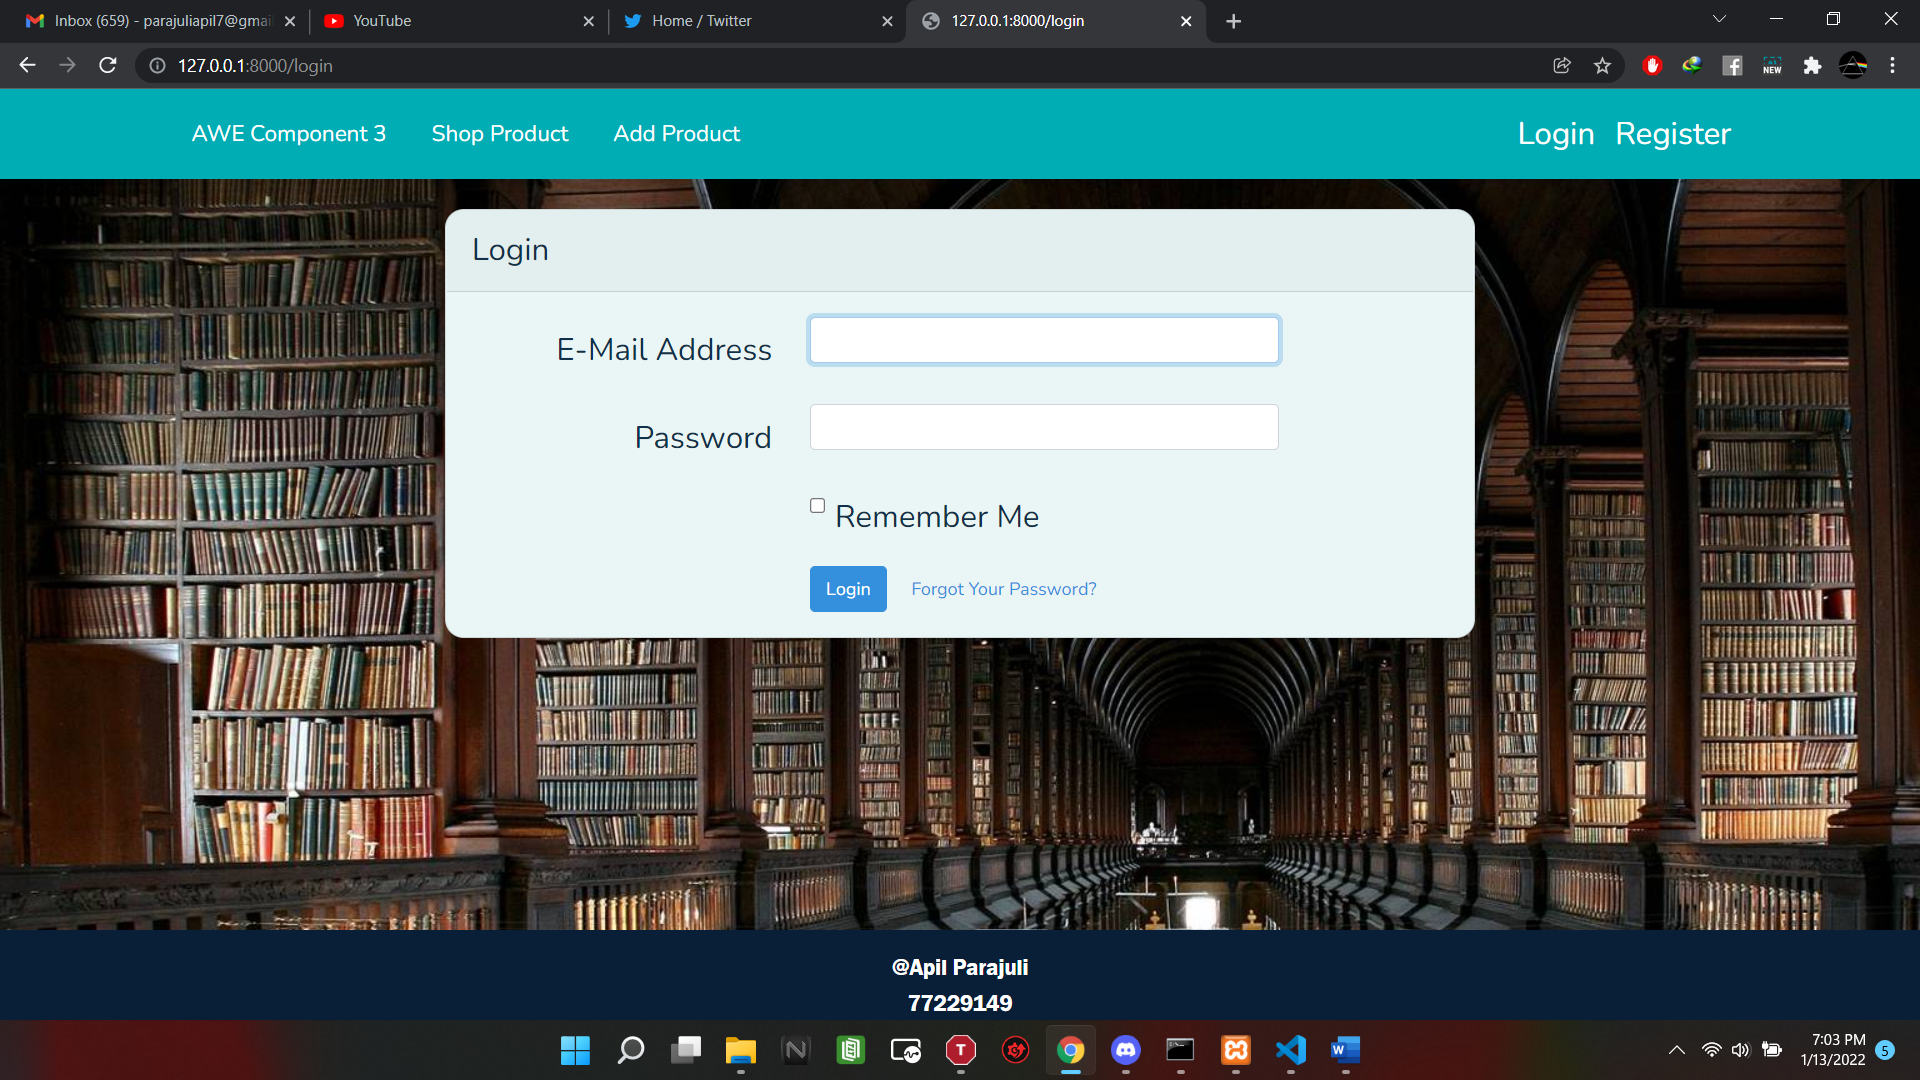 Inbox (659) - parajuliapil7@gmai
YouTube
Home / Twitter
127.0.0.1:8000/login
127.0.0.1:8000/login
NEW
AWE Component 3
Shop Product
Add Product
Login
Register
Login
E-Mail Address
Password
Remember Me
Login
Forgot Your Password?
@Apil Parajuli
77229149
7:03 PM
1/13/2022
5